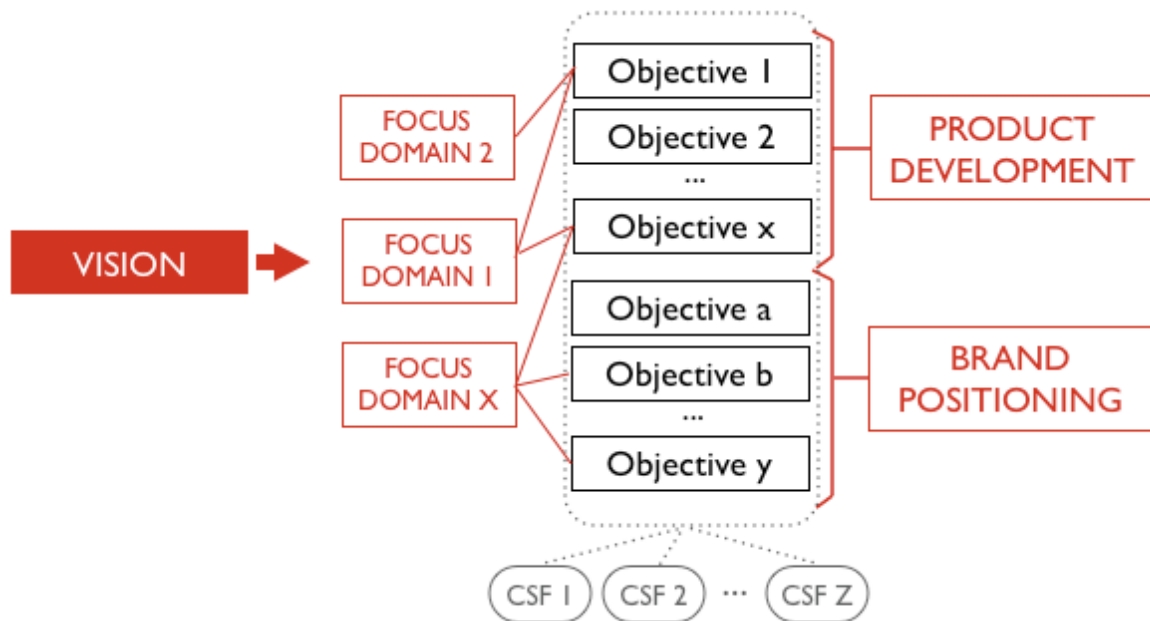 VISION
FOCUS
DOMAIN 2
FOCUS
DOMAIN 1
FOCUS
DOMAIN X
Objective 1
Objective 2
...
Objective x
Objective a
Objective b
...
Objective y
PRODUCT
DEVELOPMENT
BRAND
POSITIONING
CSF 1
CSF 2
...
CSF Z